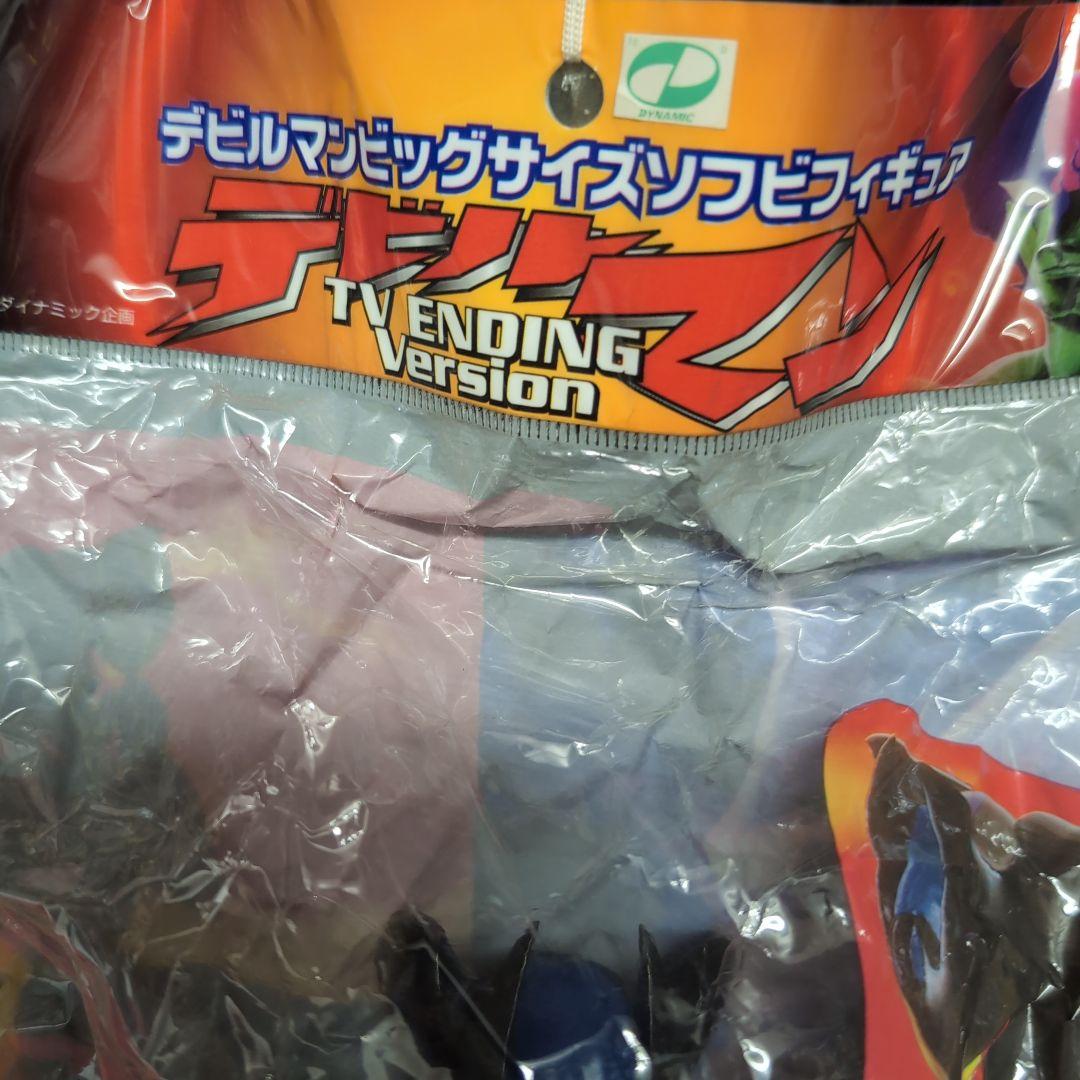 DYNAMIC
デビルマンビッグサイズソフビフィギュア
デビルマン
TV ENDING
Version
ダイナミック企画